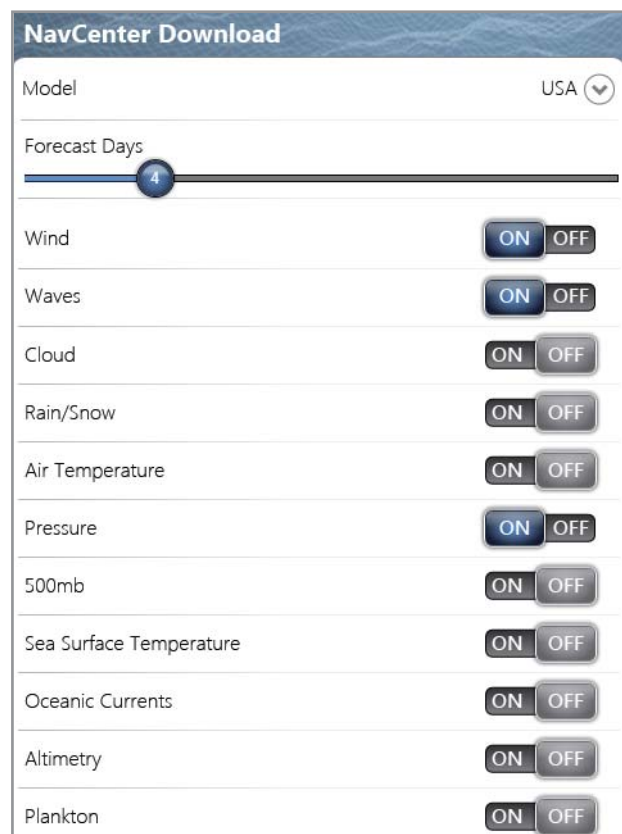 NavCenter Download
Model USA
Forecast Days
4
Wind ON OFF
Waves ON OFF
Cloud ON OFF
Rain/Snow ON OFF
Air Temperature ON OFF
Pressure ON OFF
500mb ON OFF
Sea Surface Temperature ON OFF
Oceanic Currents ON OFF
Altimetry ON OFF
Plankton ON OFF